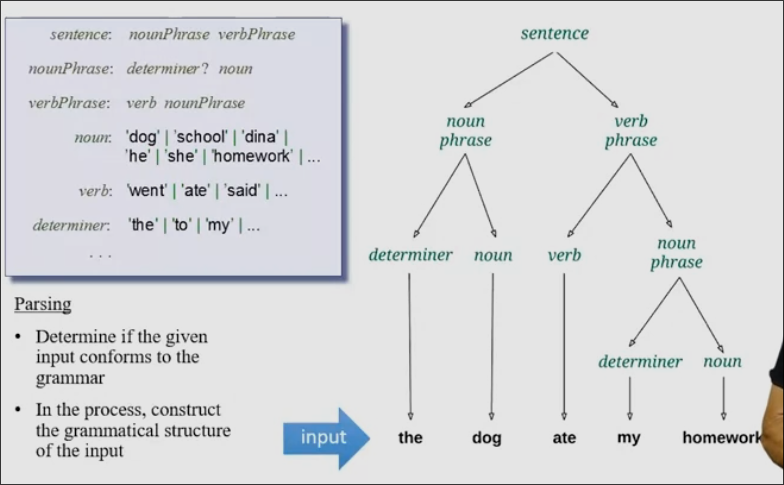 sentence: nounPhrase verbPhrase
nounPhrase: determiner? noun
verbPhrase: verb nounPhrase
noun: 'dog' | 'school' | 'dina' |
'he' | 'she' | 'homework' | ...
verb: 'went' | 'ate' | 'said' | ...
determiner: 'the' | 'to' | 'my' | ...
. . .
Parsing
• Determine if the given
input conforms to the
grammar
• In the process, construct
the grammatical structure
of the input
sentence
noun
phrase
verb
phrase
determiner noun verb
noun
phrase
determiner noun
input
the dog ate my homework